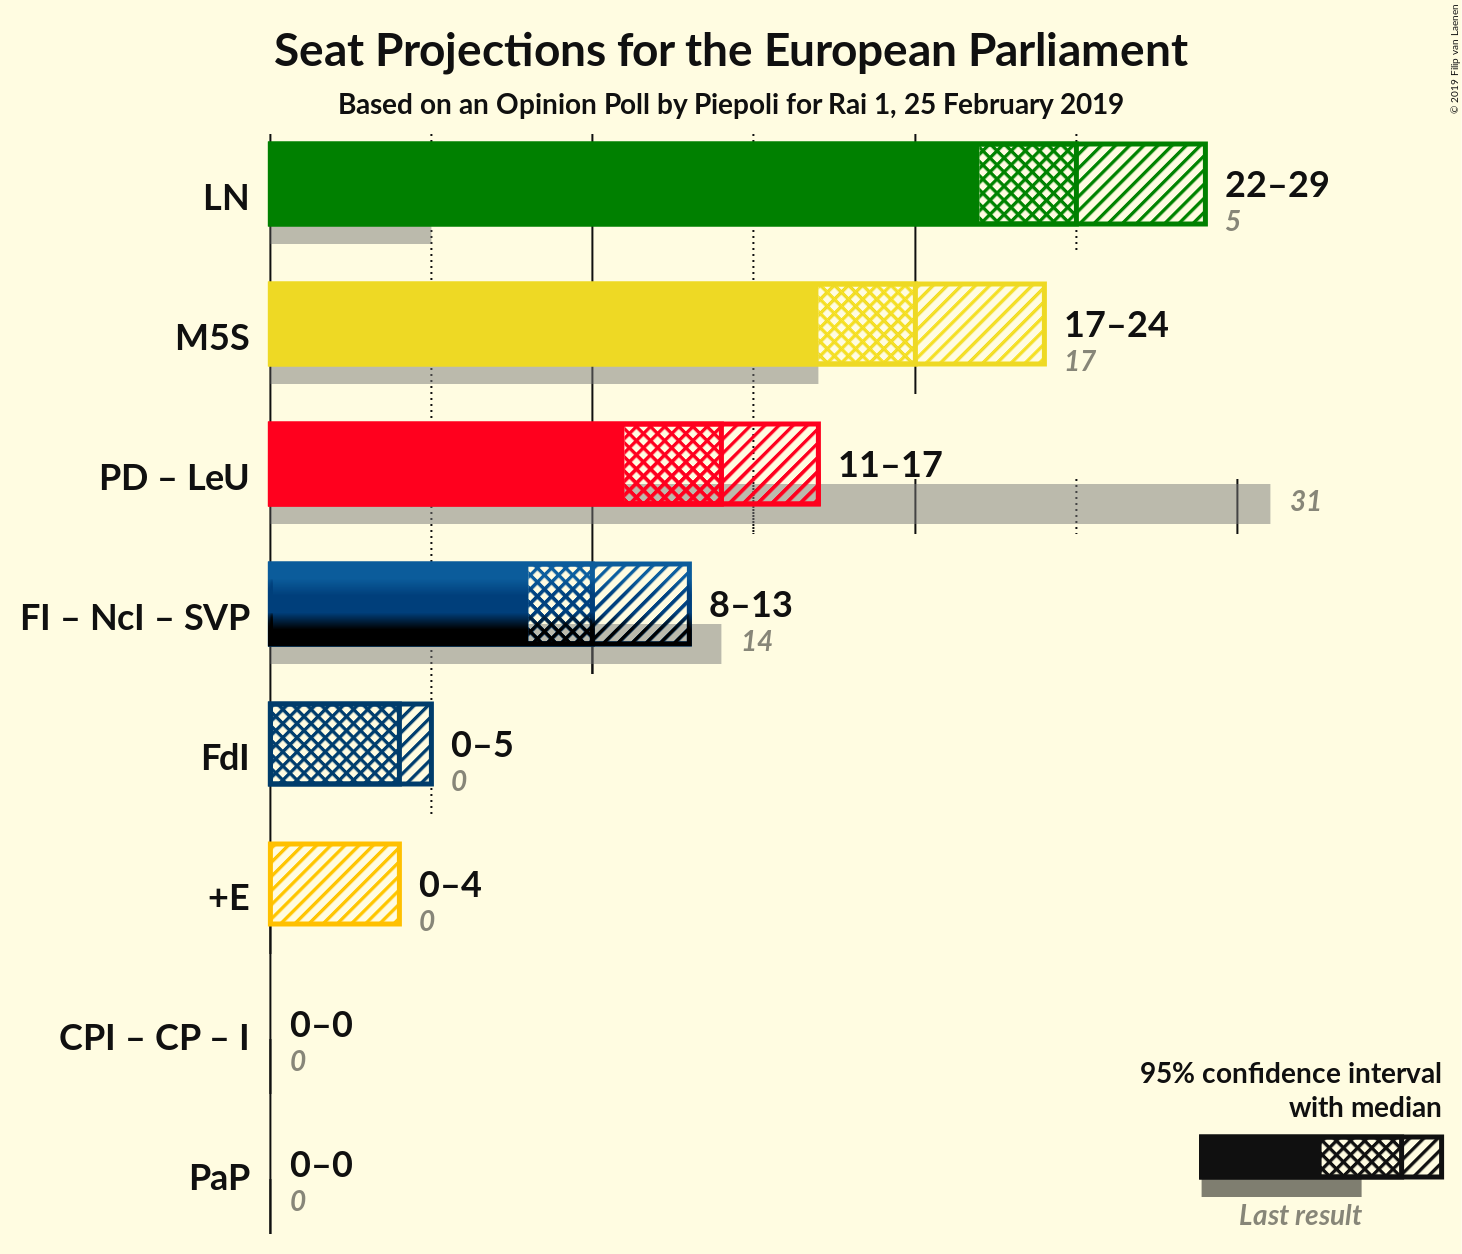 Seat Projections for the European Parliament
Based on an Opinion Poll by Piepoli for Rai 1, 25 February 2019
© 2019 Filip van Laenen
LN
22–29
5
M5S
17–24
17
PD – LeU
11–17
31
FI – NcI – SVP
8–13
14
FdI
0–5
0
+E
0–4
0
CPI – CP – I
0–0
0
PaP
0–0
0
95% confidence interval
with median
Last result